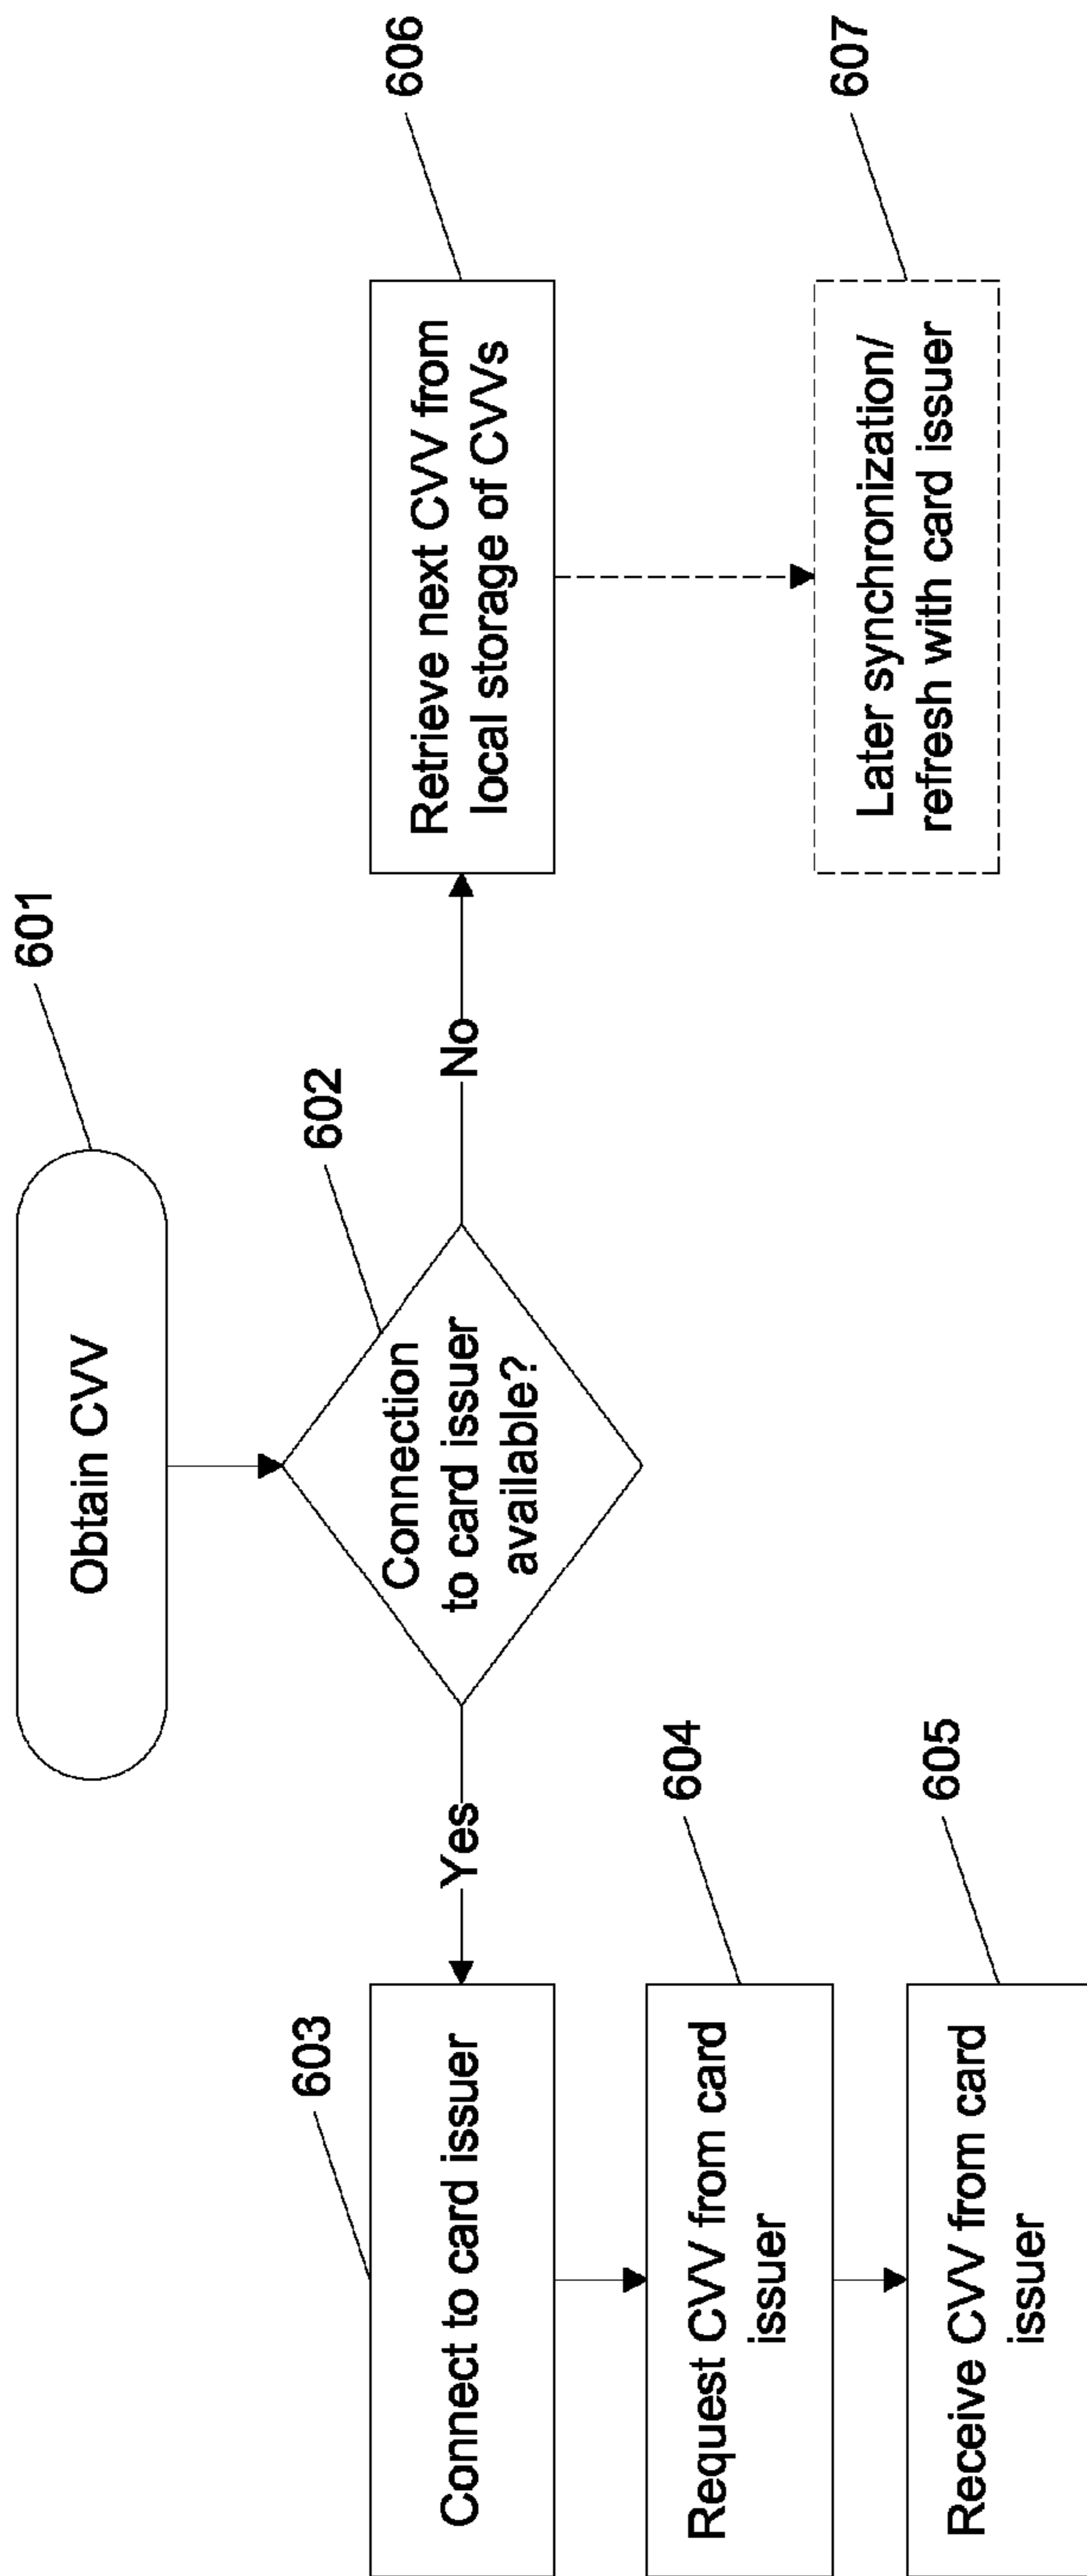 601
Obtain CVV
602
Connection
to card issuer
available?
Yes
No
603
Connect to card issuer
604
Request CVV from card
issuer
605
Receive CVV from card
issuer
606
Retrieve next CVV from
local storage of CVVs
607
Later synchronization/
refresh with card issuer